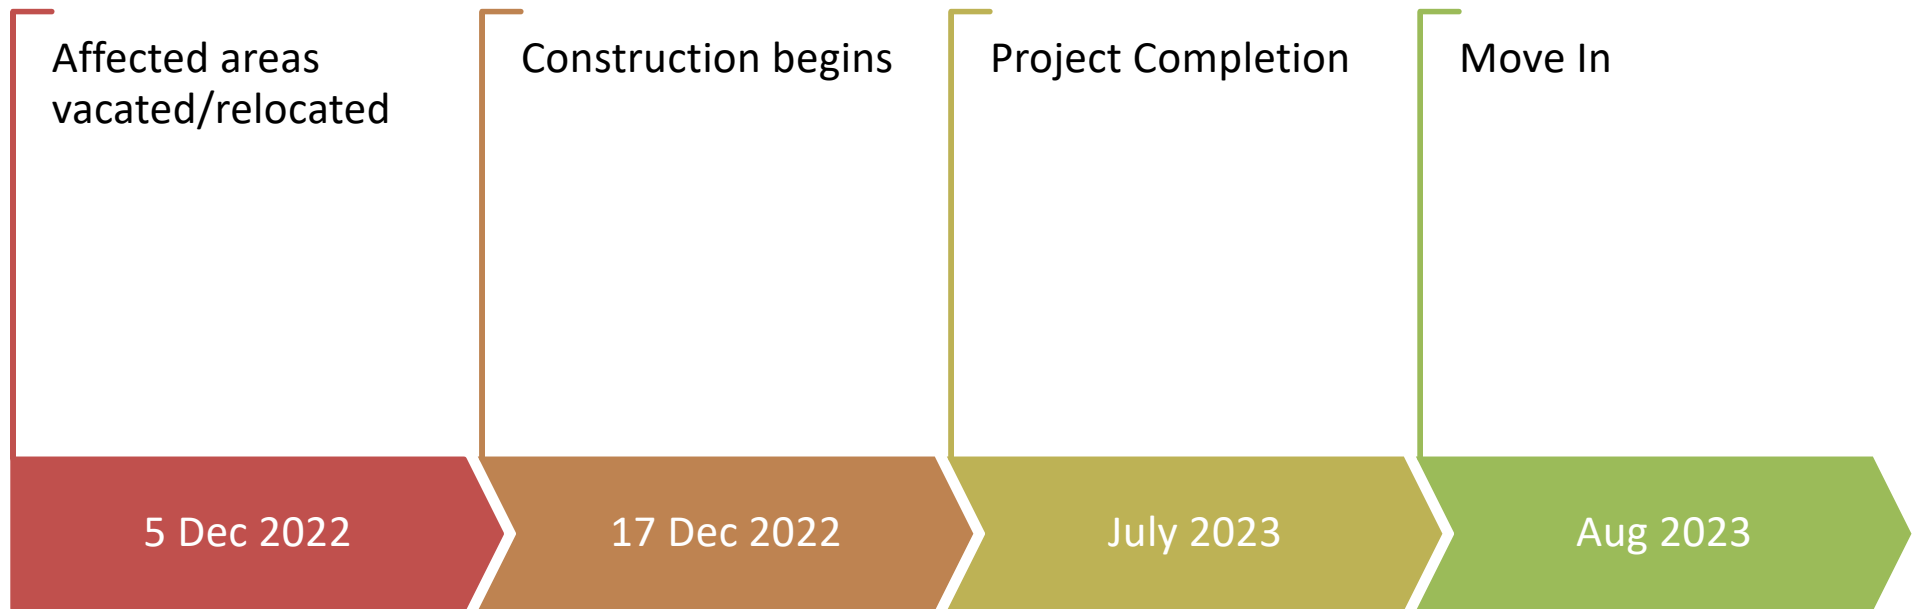 Affected areas
vacated/relocated
Construction begins
Project Completion
Move In
5 Dec 2022
17 Dec 2022
July 2023
Aug 2023